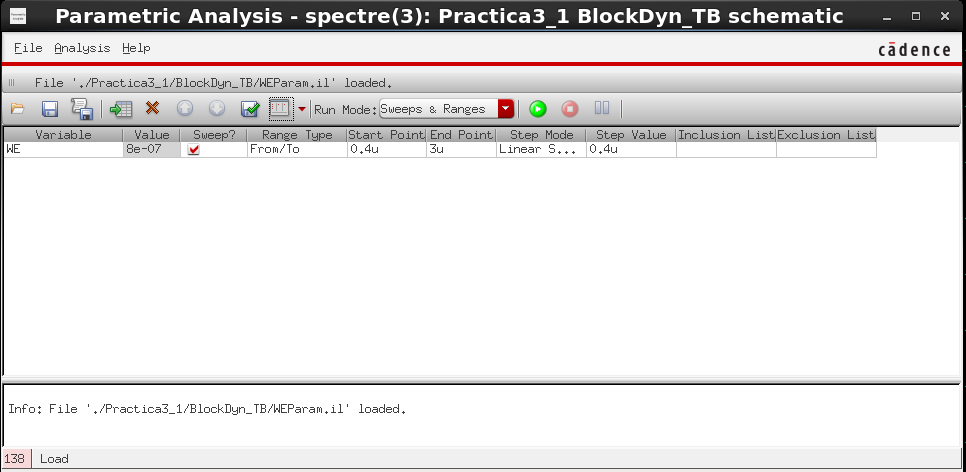 Parametric Analysis - spectre(3): Practica3_1 BlockDyn_TB schematic
File Analysis Help
cādence
File './Practica3_1/BlockDyn_TB/WEParam.il' loaded.
Run Mode: Sweeps & Ranges
Variable Value Sweep? Range Type Start Point End Point Step Mode Step Value Inclusion List Exclusion List
WE 8e-07 From/To 0.4u 3u Linear S... 0.4u
Info: File './Practica3_1/BlockDyn_TB/WEParam.il' loaded.
138 Load